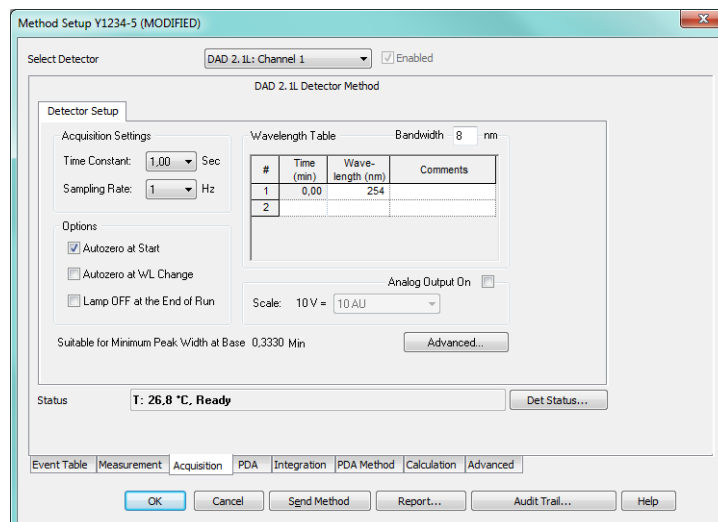 Method Setup Y1234-5 (MODIFIED)
Select Detector DAD 2.1L: Channel 1 Enabled
DAD 2.1L Detector Method
Detector Setup
Acquisition Settings
Time Constant: 1,00 Sec
Sampling Rate: 1 Hz
Wavelength Table Bandwidth 8 nm
# Time (min) Wave-length (nm) Comments
1 0,00 254
2
Options
Autozero at Start
Autozero at WL Change
Lamp OFF at the End of Run
Analog Output On
Scale: 10 V = 10 AU
Suitable for Minimum Peak Width at Base 0,3330 Min Advanced...
Status T: 26,8 °C, Ready Det Status...
Event Table Measurement Acquisition PDA Integration PDA Method Calculation Advanced
OK Cancel Send Method Report... Audit Trail... Help